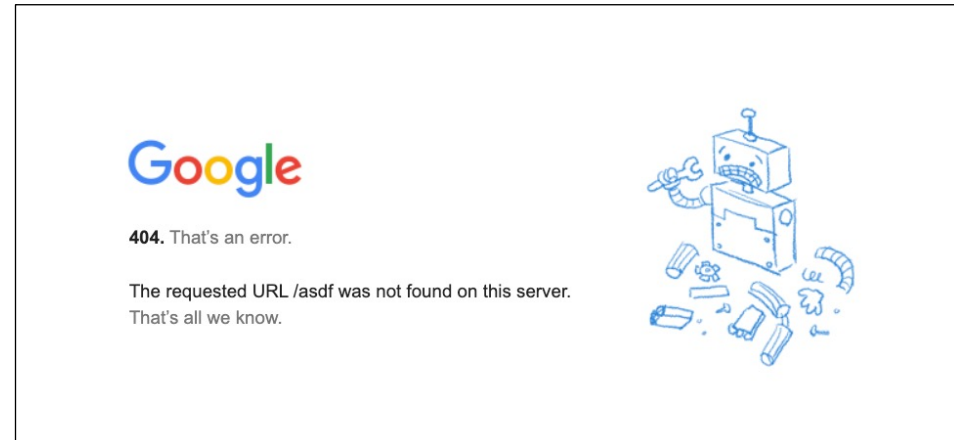 Google
404. That’s an error.
The requested URL /asdf was not found on this server.
That’s all we know.